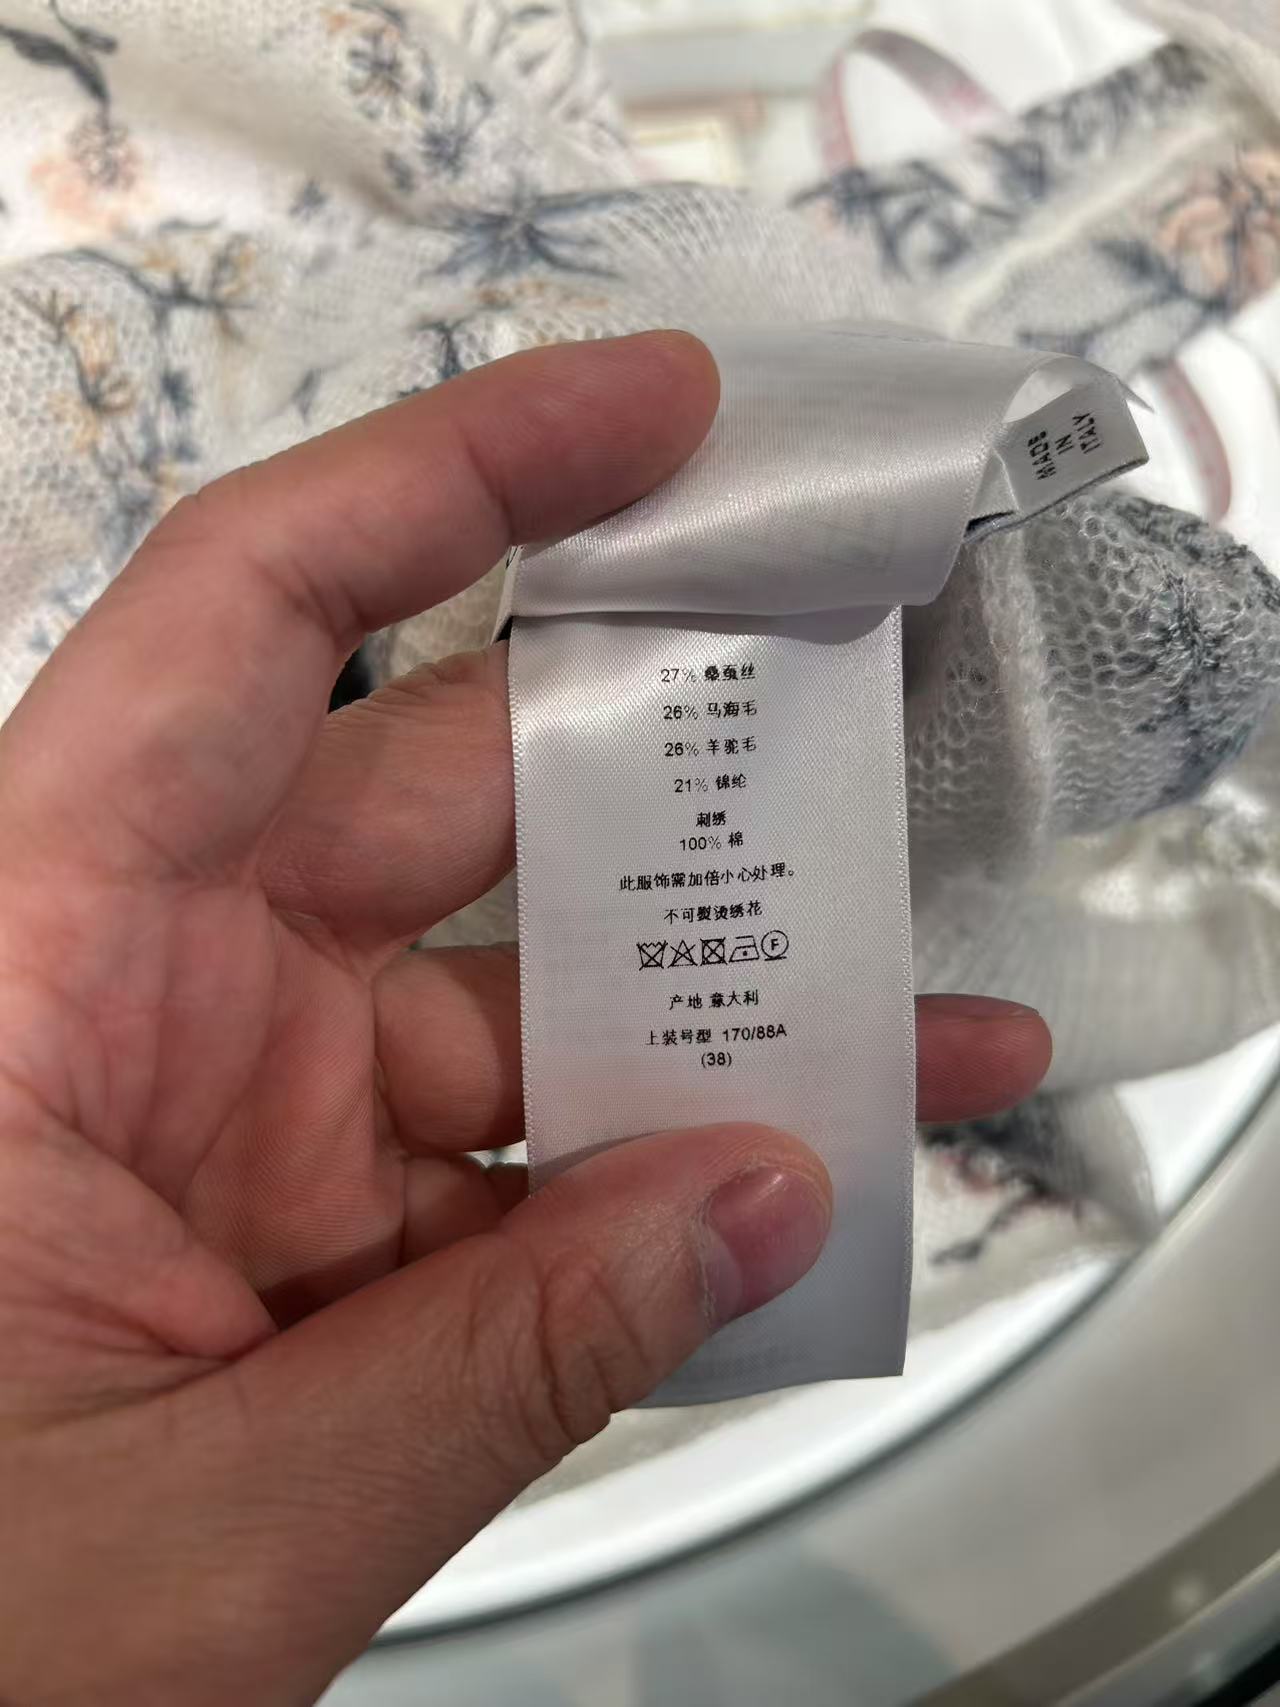 MADE
IN
ITALY
27% 桑蚕丝
26% 马海毛
26% 羊驼毛
21% 锦纶
刺绣
100% 棉
此服饰需加倍小心处理。
不可熨烫绣花
F
产地 意大利
上装号型 170/88A
(38)